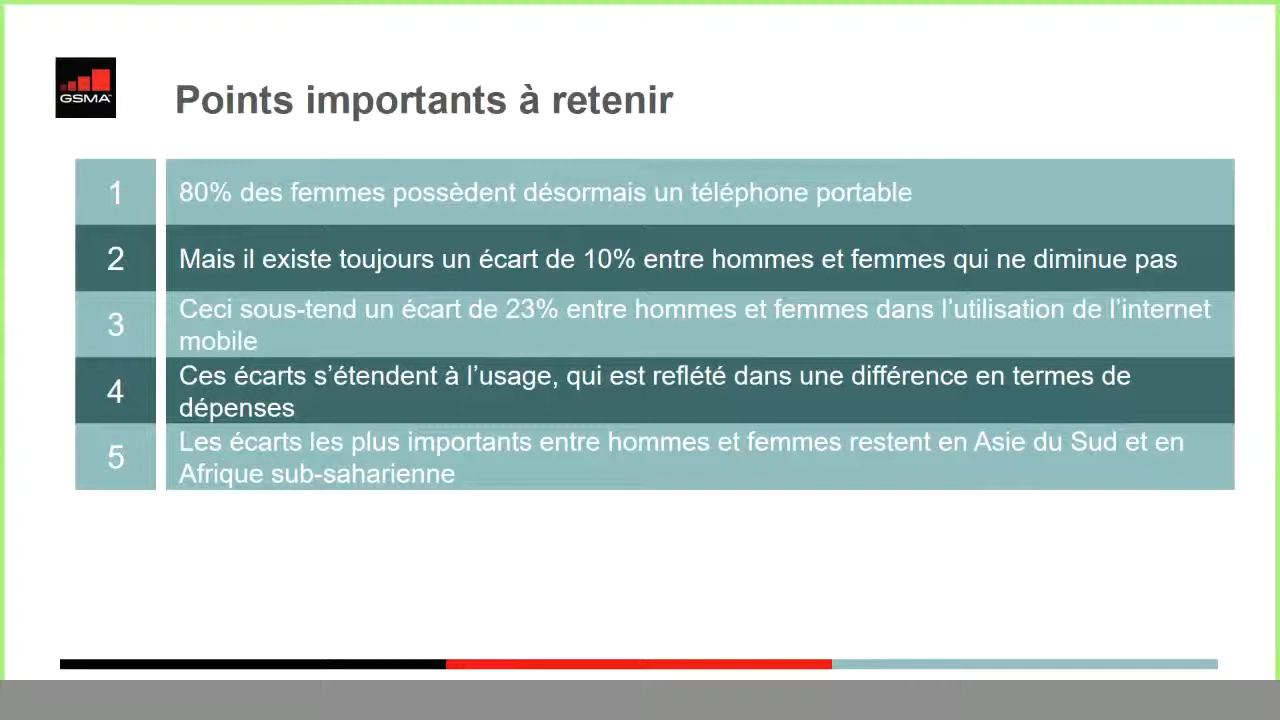 GSMA
Points importants à retenir
1
80% des femmes possèdent désormais un téléphone portable
2
Mais il existe toujours un écart de 10% entre hommes et femmes qui ne diminue pas
3
Ceci sous-tend un écart de 23% entre hommes et femmes dans l’utilisation de l’internet
mobile
4
Ces écarts s’étendent à l’usage, qui est reflété dans une différence en termes de
dépenses
5
Les écarts les plus importants entre hommes et femmes restent en Asie du Sud et en
Afrique sub-saharienne